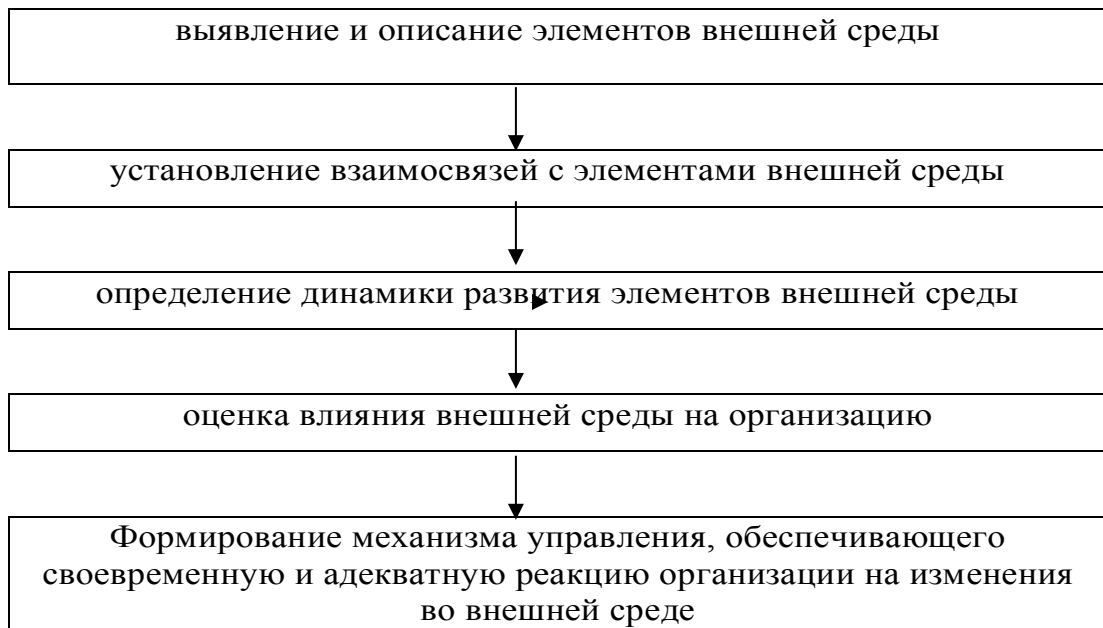 выявление и описание элементов внешней среды
установление взаимосвязей с элементами внешней среды
определение динамики развития элементов внешней среды
оценка влияния внешней среды на организацию
Формирование механизма управления, обеспечивающего
своевременную и адекватную реакцию организации на изменения
во внешней среде